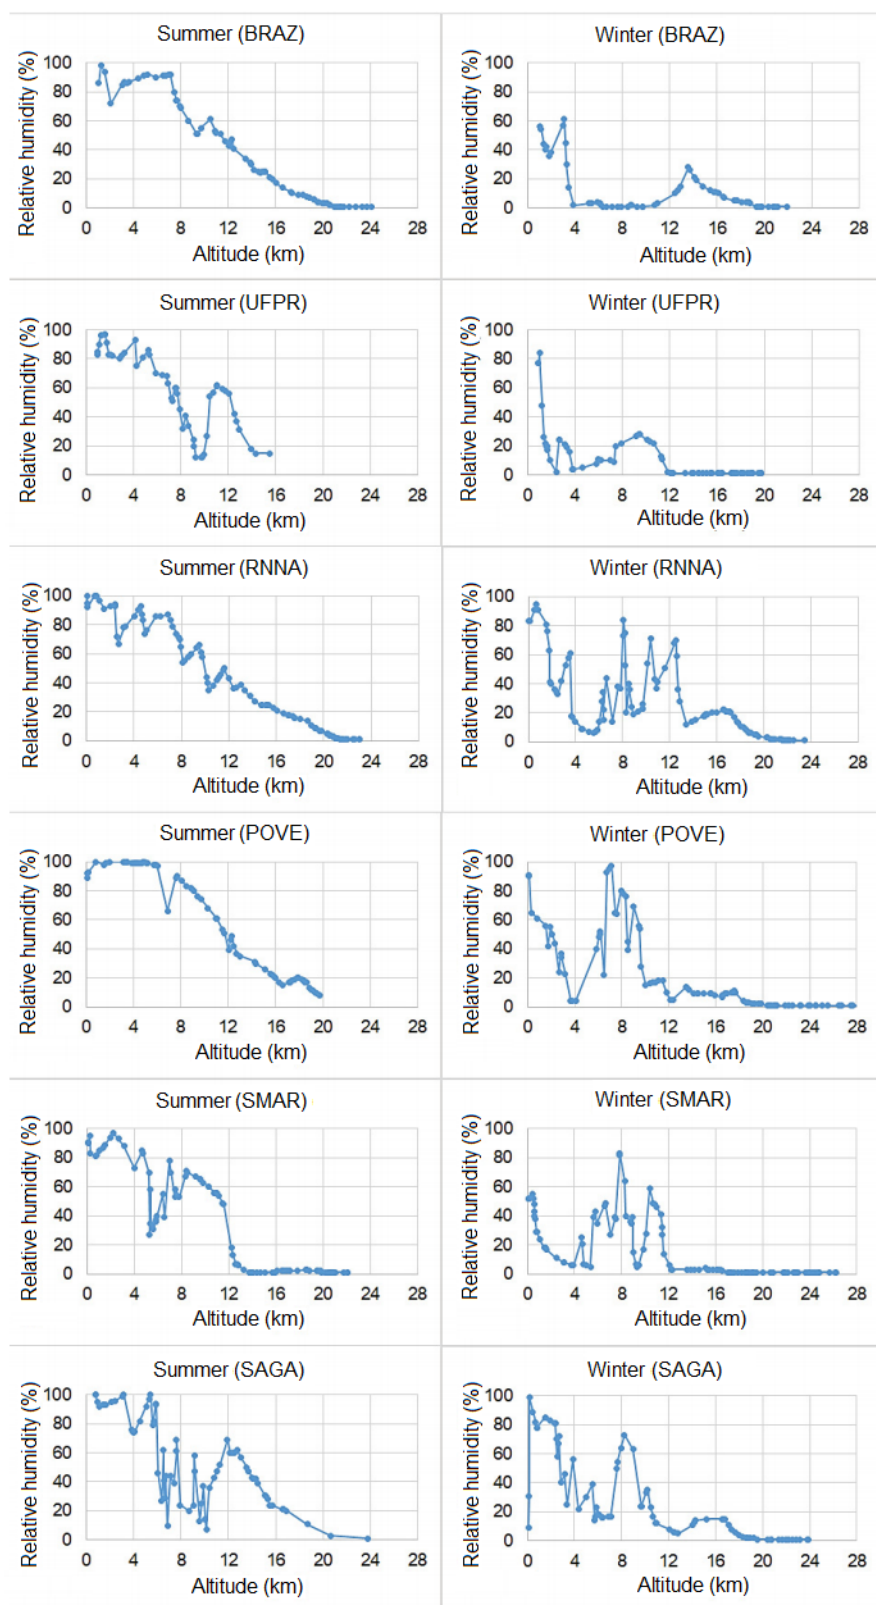 Summer (BRAZ)
Relative humidity (%)
100
80
60
40
20
0
0 4 8 12 16 20 24 28
Altitude (km)
Winter (BRAZ)
Relative humidity (%)
100
80
60
40
20
0
0 4 8 12 16 20 24 28
Altitude (km)
Summer (UFPR)
Relative humidity (%)
100
80
60
40
20
0
0 4 8 12 16 20 24 28
Altitude (km)
Winter (UFPR)
Relative humidity (%)
100
80
60
40
20
0
0 4 8 12 16 20 24 28
Altitude (km)
Summer (RNNA)
Relative humidity (%)
100
80
60
40
20
0
0 4 8 12 16 20 24 28
Altitude (km)
Winter (RNNA)
Relative humidity (%)
100
80
60
40
20
0
0 4 8 12 16 20 24 28
Altitude (km)
Summer (POVE)
Relative humidity (%)
100
80
60
40
20
0
0 4 8 12 16 20 24 28
Altitude (km)
Winter (POVE)
Relative humidity (%)
100
80
60
40
20
0
0 4 8 12 16 20 24 28
Altitude (km)
Summer (SMAR)
Relative humidity (%)
100
80
60
40
20
0
0 4 8 12 16 20 24 28
Altitude (km)
Winter (SMAR)
Relative humidity (%)
100
80
60
40
20
0
0 4 8 12 16 20 24 28
Altitude (km)
Summer (SAGA)
Relative humidity (%)
100
80
60
40
20
0
0 4 8 12 16 20 24 28
Altitude (km)
Winter (SAGA)
Relative humidity (%)
100
80
60
40
20
0
0 4 8 12 16 20 24 28
Altitude (km)